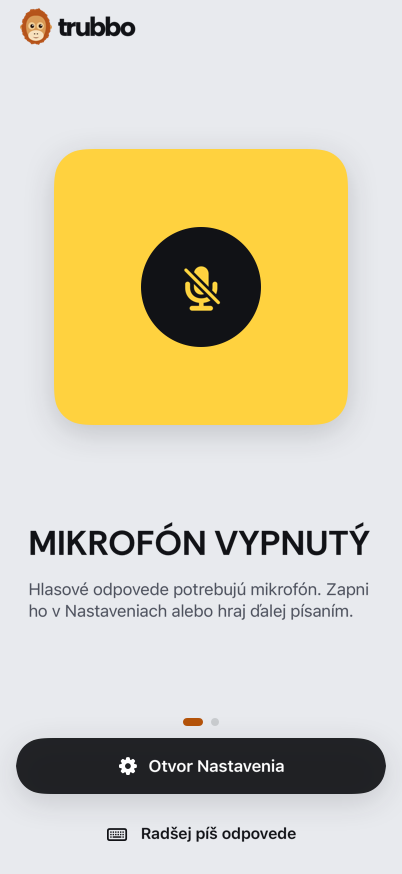 trubbo
MIKROFÓN VYPNUTÝ
Hlasové odpovede potrebujú mikrofón. Zapni
ho v Nastaveniach alebo hraj ďalej písaním.
Otvor Nastavenia
Radšej píš odpovede